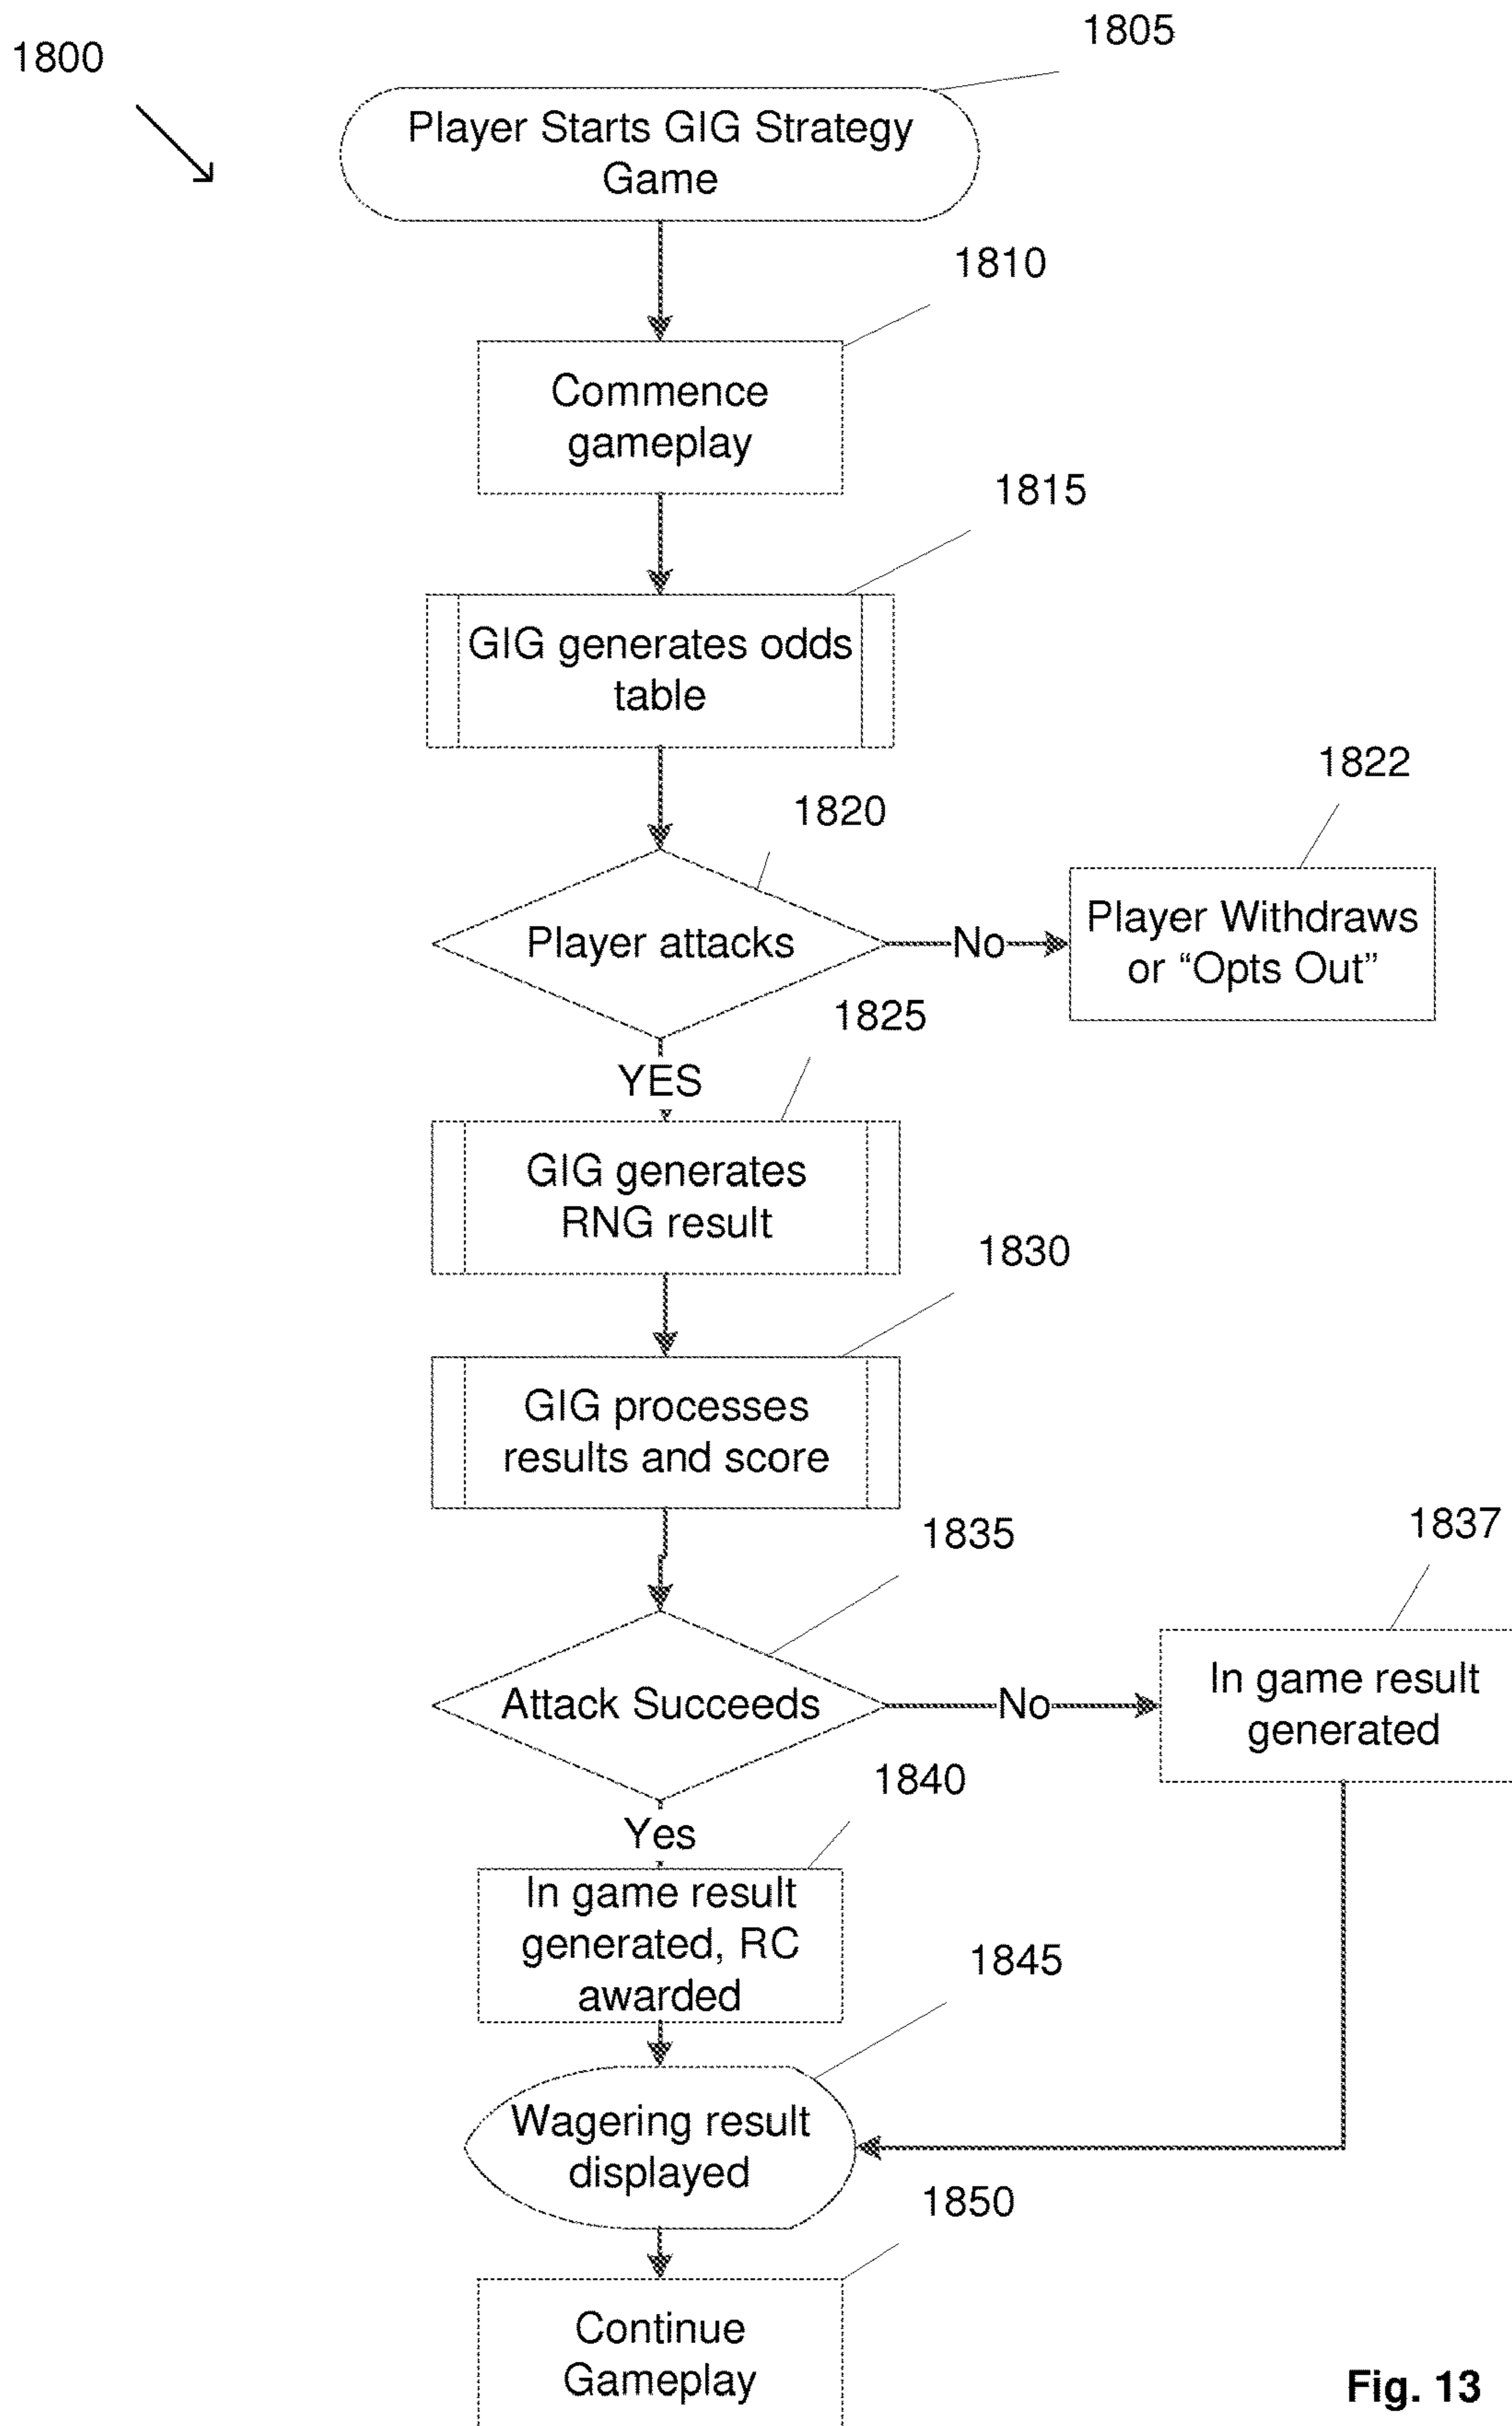 1800
1805
Player Starts GIG Strategy
Game
1810
Commence
gameplay
1815
GIG generates odds
table
1820
1822
Player attacks
No
Player Withdraws
or “Opts Out”
1825
YES
GIG generates
RNG result
1830
GIG processes
results and score
1835
1837
Attack Succeeds
No
In game result
generated
1840
Yes
In game result
generated, RC
awarded
1845
Wagering result
displayed
1850
Continue
Gameplay
Fig. 13